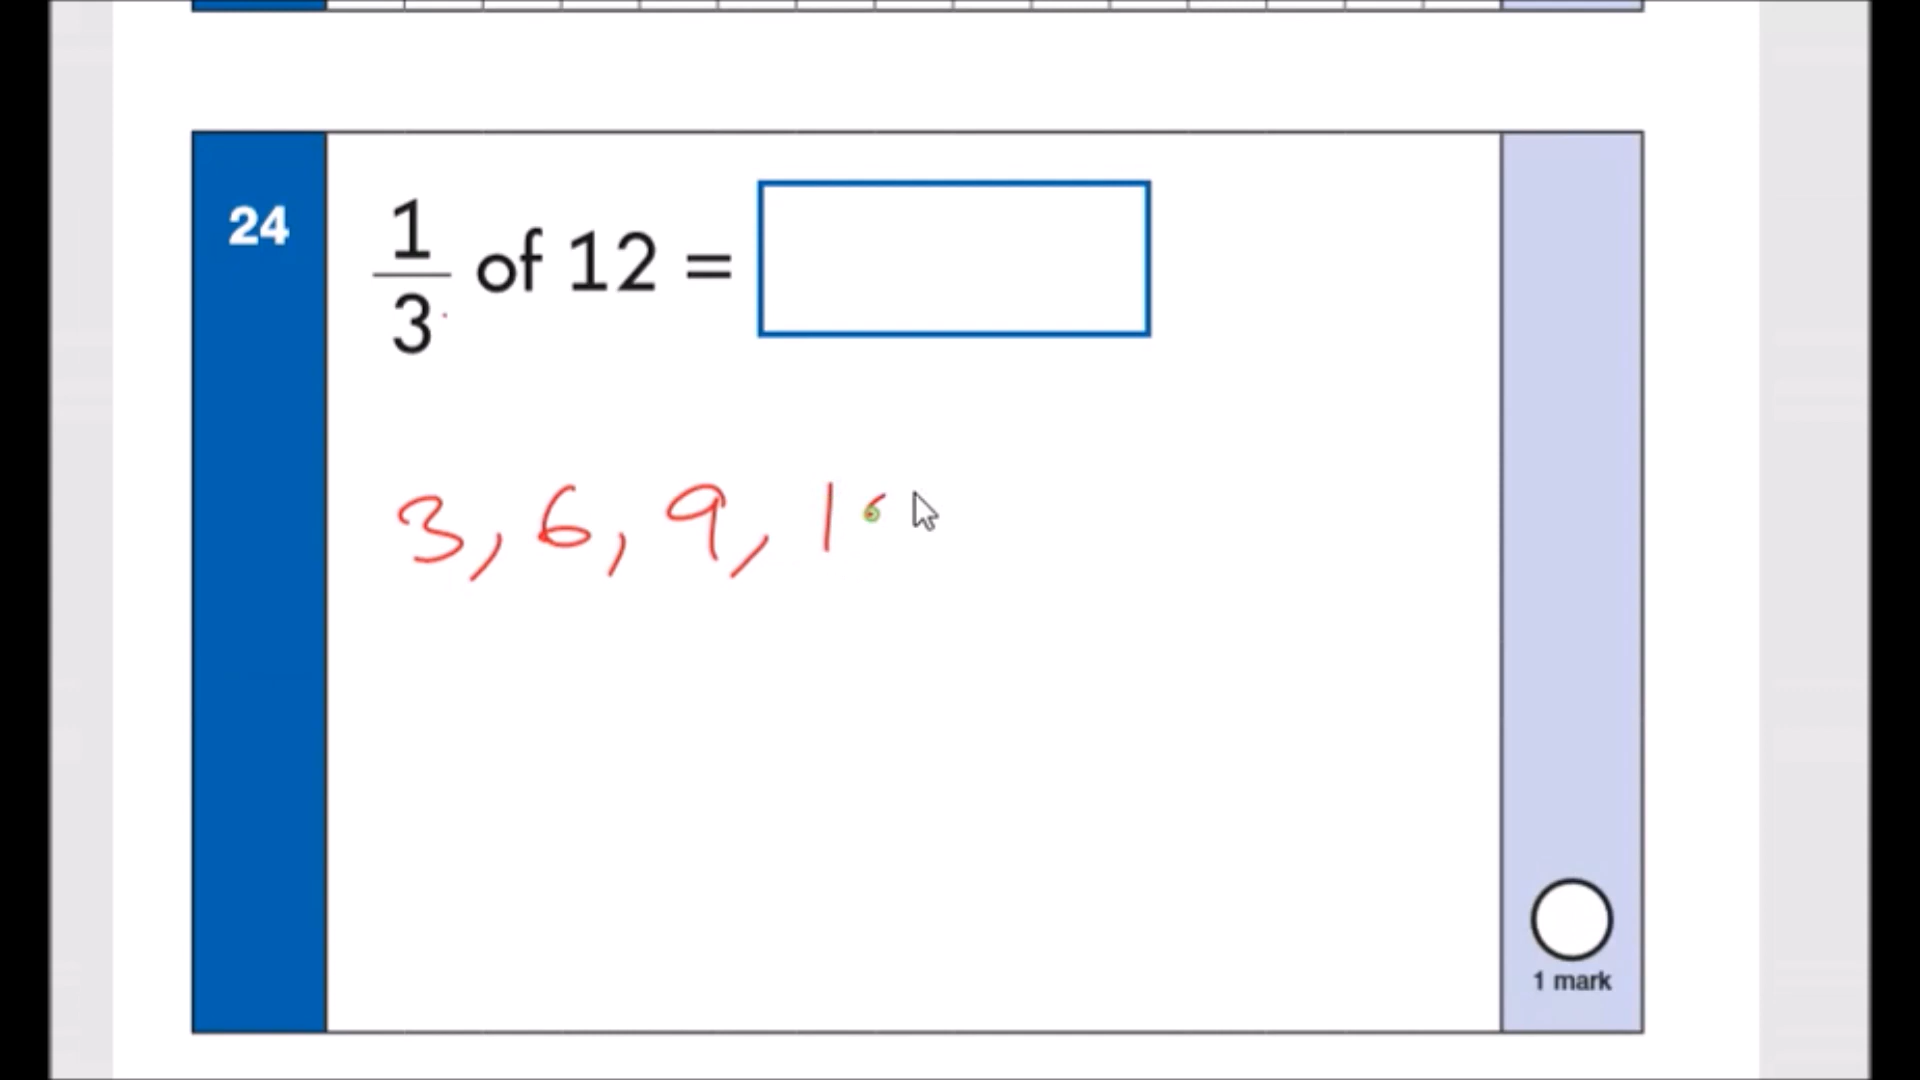 24
1/3 of 12 =
3, 6, 9, 1
1 mark